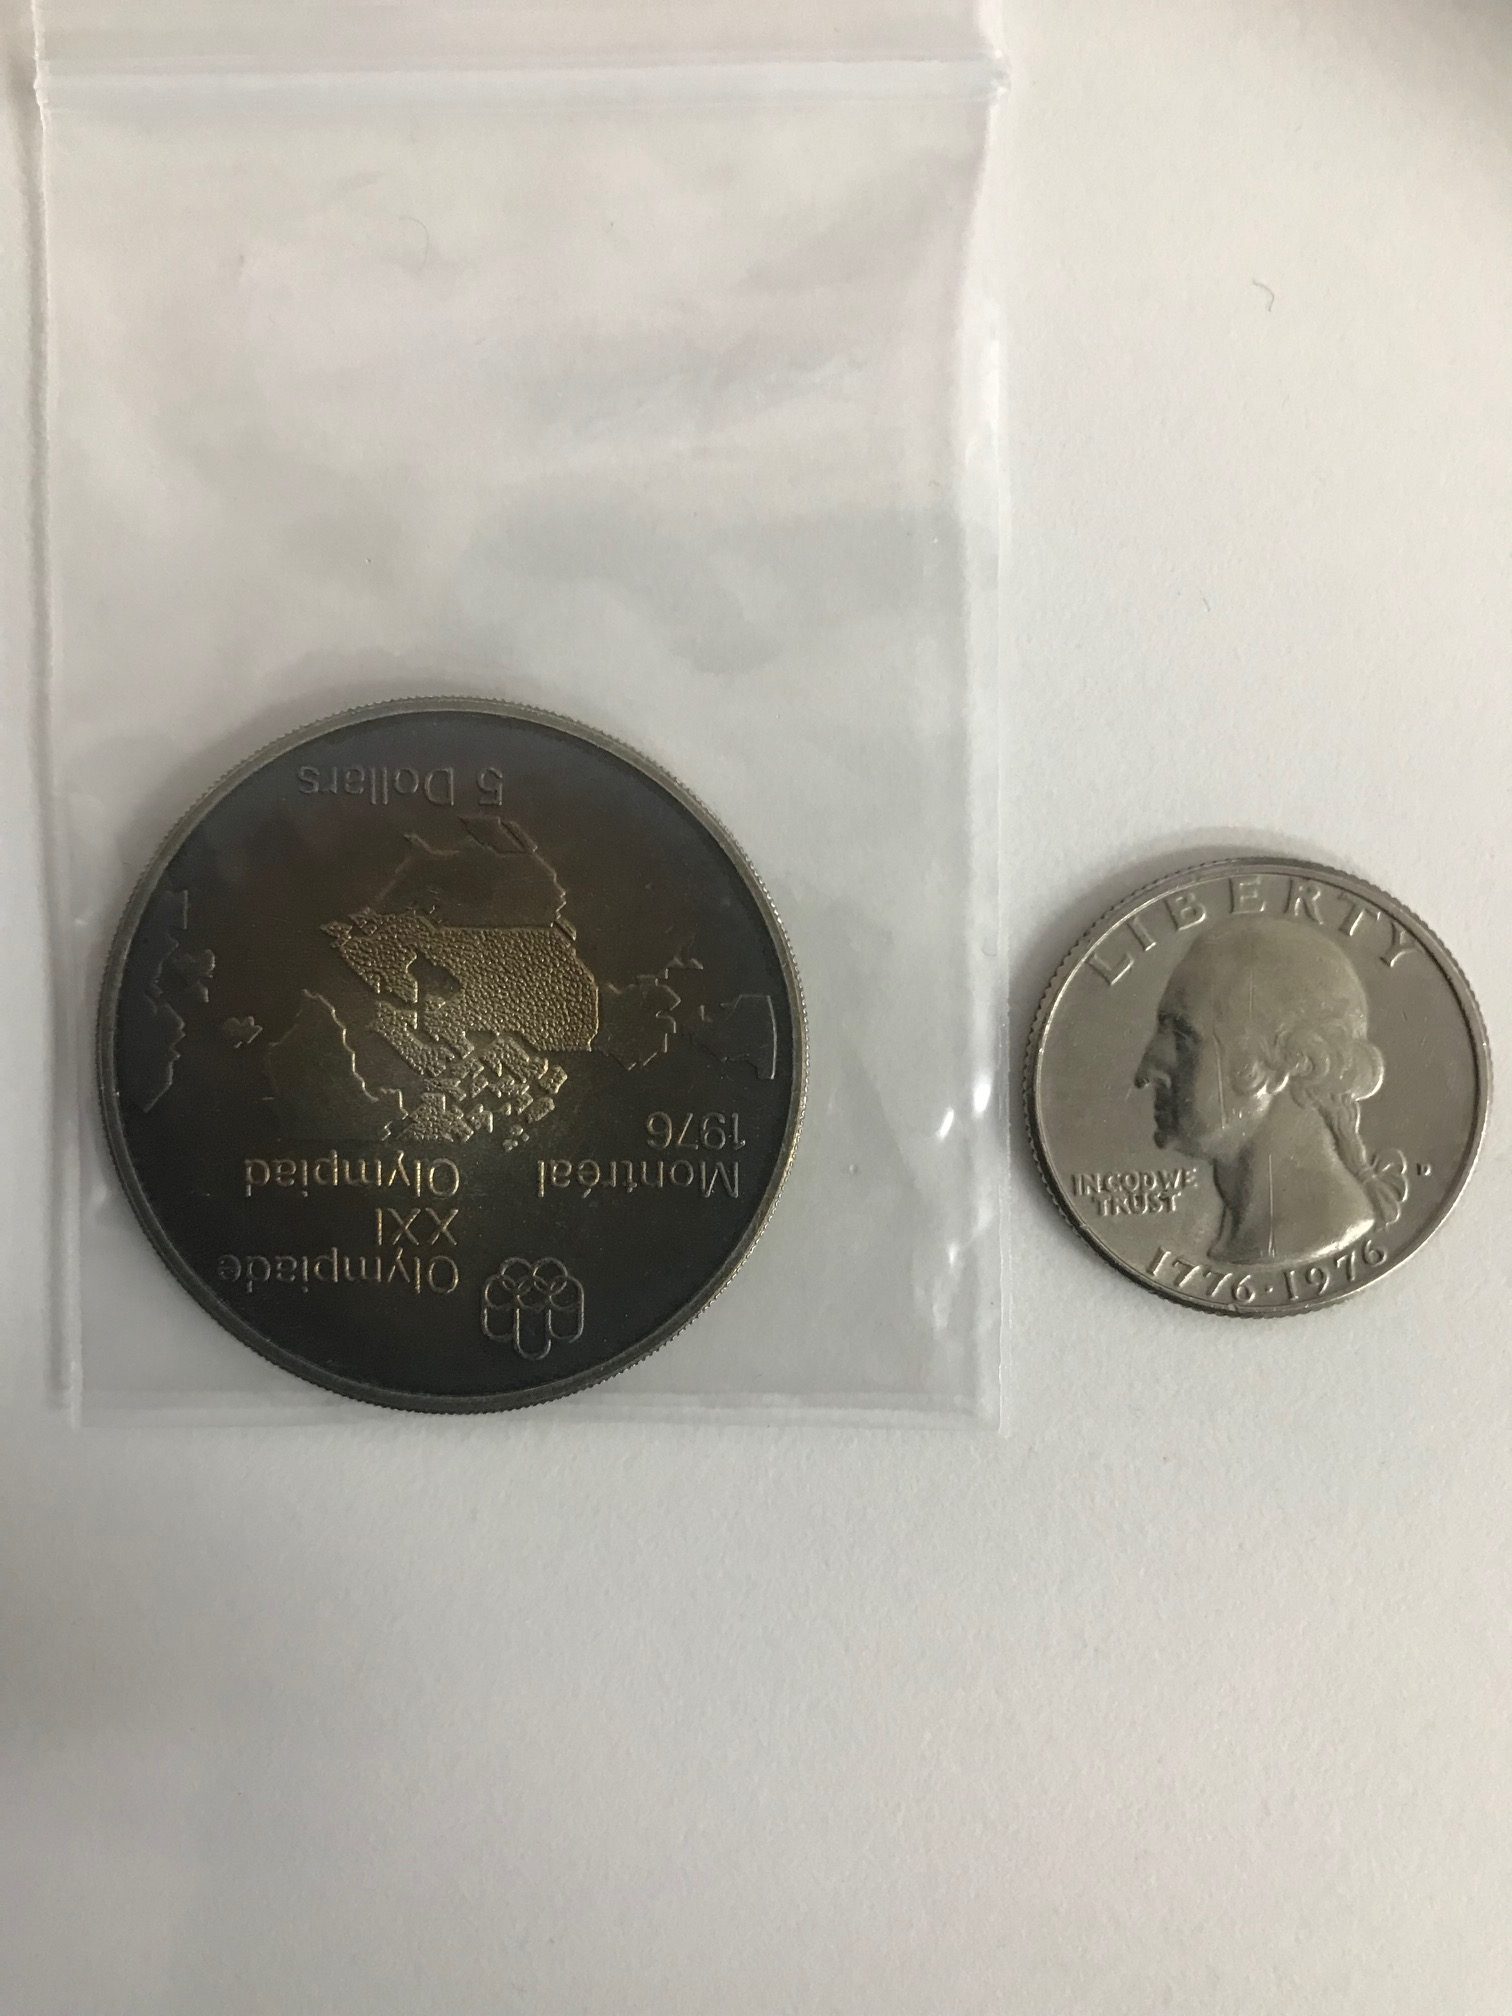 Olympiade
XXI
Olympiad
Montréal
1976
5 Dollars
LIBERTY
IN GOD WE
TRUST
D
1776·1976